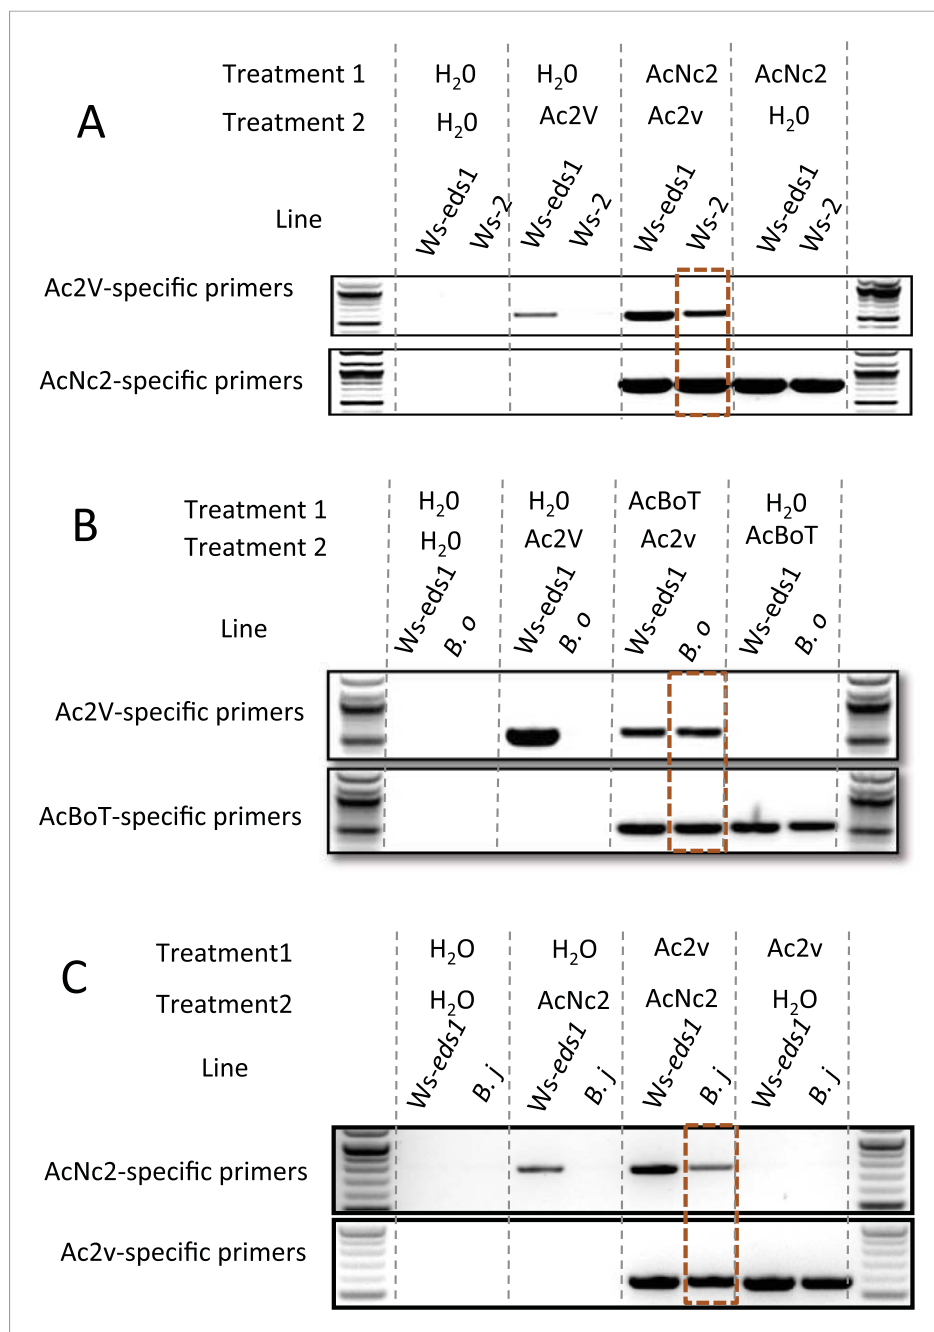 A
Treatment 1 H₂0 H₂0 AcNc2 AcNc2
Treatment 2 H₂0 Ac2V Ac2v H₂0
Line Ws-eds1 Ws-2 Ws-eds1 Ws-2 Ws-eds1 Ws-2 Ws-eds1 Ws-2
Ac2V-specific primers
AcNc2-specific primers
B
Treatment 1 H₂0 H₂0 AcBoT H₂0
Treatment 2 H₂0 Ac2V Ac2v AcBoT
Line Ws-eds1 B. o Ws-eds1 B. o Ws-eds1 B. o Ws-eds1 B. o
Ac2V-specific primers
AcBoT-specific primers
C
Treatment1 H₂O H₂O Ac2v Ac2v
Treatment2 H₂O AcNc2 AcNc2 H₂O
Line Ws-eds1 B. j Ws-eds1 B. j Ws-eds1 B. j Ws-eds1 B. j
AcNc2-specific primers
Ac2v-specific primers